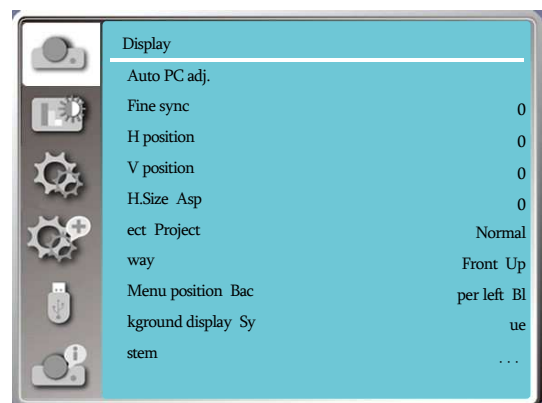 Display
Auto PC adj.
Fine sync 0
H position 0
V position 0
H.Size Asp 0
ect Project Normal
way Front Up
Menu position Bac per left Bl
kground display Sy ue
stem ...